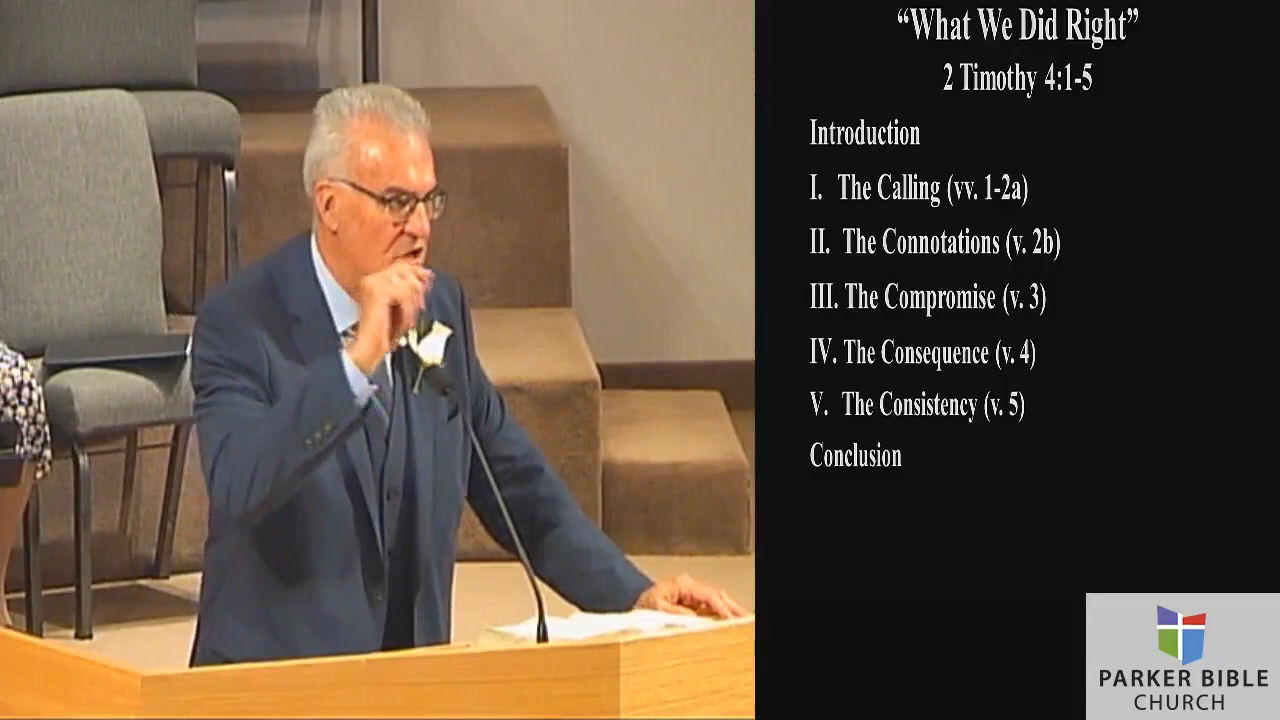 “What We Did Right”
2 Timothy 4:1-5
Introduction
I. The Calling (vv. 1-2a)
II. The Connotations (v. 2b)
III. The Compromise (v. 3)
IV. The Consequence (v. 4)
V. The Consistency (v. 5)
Conclusion
PARKER BIBLE
CHURCH